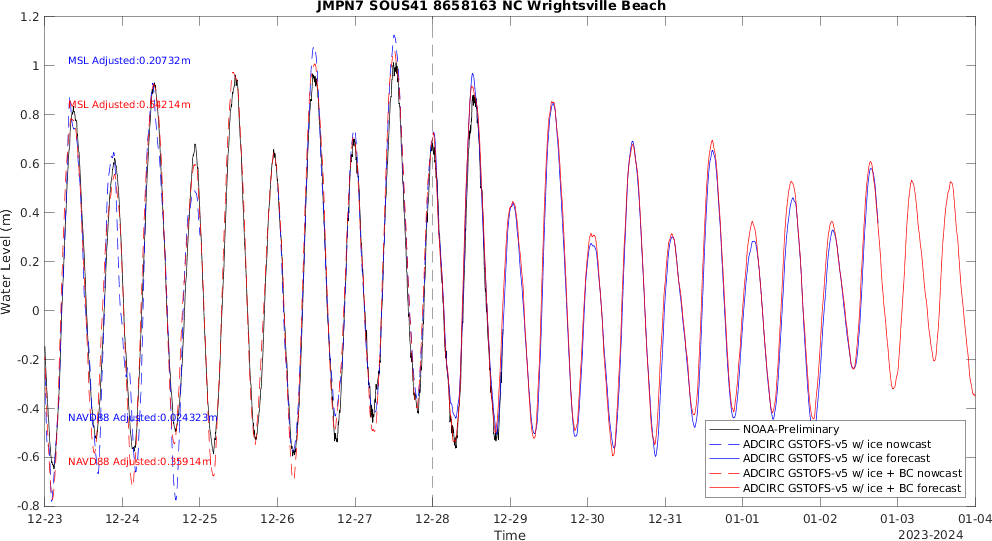 JMPN7 SOUS41 8658163 NC Wrightsville Beach
1.2
1
0.8
0.6
0.4
0.2
0
-0.2
-0.4
-0.6
-0.8
Water Level (m)
MSL Adjusted:0.20732m
MSL Adjusted:0.54214m
NAVD88 Adjusted:0.024323m
NAVD88 Adjusted:0.35914m
NOAA-Preliminary
ADCIRC GSTOFS-v5 w/ ice nowcast
ADCIRC GSTOFS-v5 w/ ice forecast
ADCIRC GSTOFS-v5 w/ ice + BC nowcast
ADCIRC GSTOFS-v5 w/ ice + BC forecast
12-23 12-24 12-25 12-26 12-27 12-28 12-29 12-30 12-31 01-01 01-02 01-03 01-04
Time
2023-2024